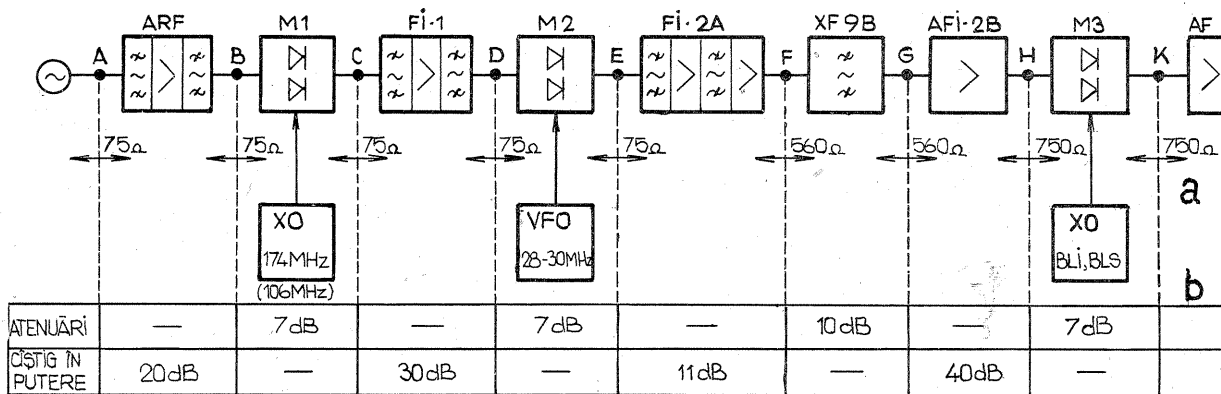 ARF M1 Fİ·1 M2 Fİ·2A XF9B AFİ·2B M3 AF
A B C D E F G H K
75Ω 75Ω 75Ω 75Ω 75Ω 560Ω 560Ω 750Ω 750Ω
a
XO VFO XO
174MHz 28-30MHz BLİ,BLS
(106MHz)
b
ATENUĂRİ — 7dB — 7dB — 10dB — 7dB
CÎŞTİG ÎN
PUTERE 20dB — 30dB — 11dB — 40dB —